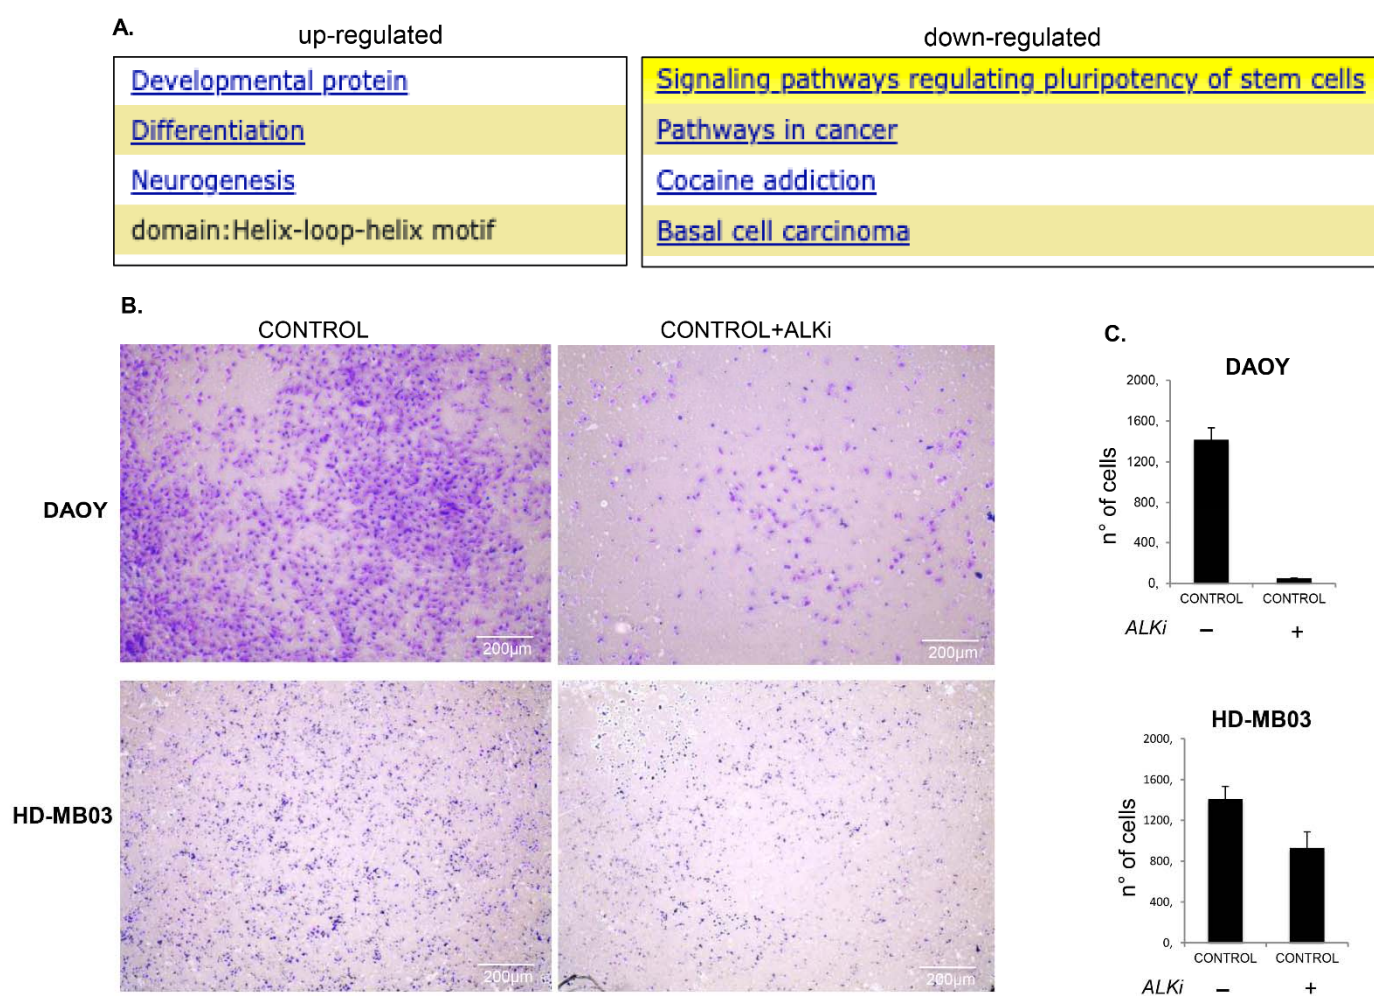 A.
up-regulated
down-regulated
Developmental protein
Differentiation
Neurogenesis
domain:Helix-loop-helix motif
Signaling pathways regulating pluripotency of stem cells
Pathways in cancer
Cocaine addiction
Basal cell carcinoma
B.
CONTROL
CONTROL+ALKi
DAOY
200µm
200µm
HD-MB03
200µm
200µm
C.
DAOY
n° of cells
2000,
1600,
1200,
800,
400,
0,
CONTROL CONTROL
ALKi − +
HD-MB03
n° of cells
2000,
1600,
1200,
800,
400,
0,
CONTROL CONTROL
ALKi − +